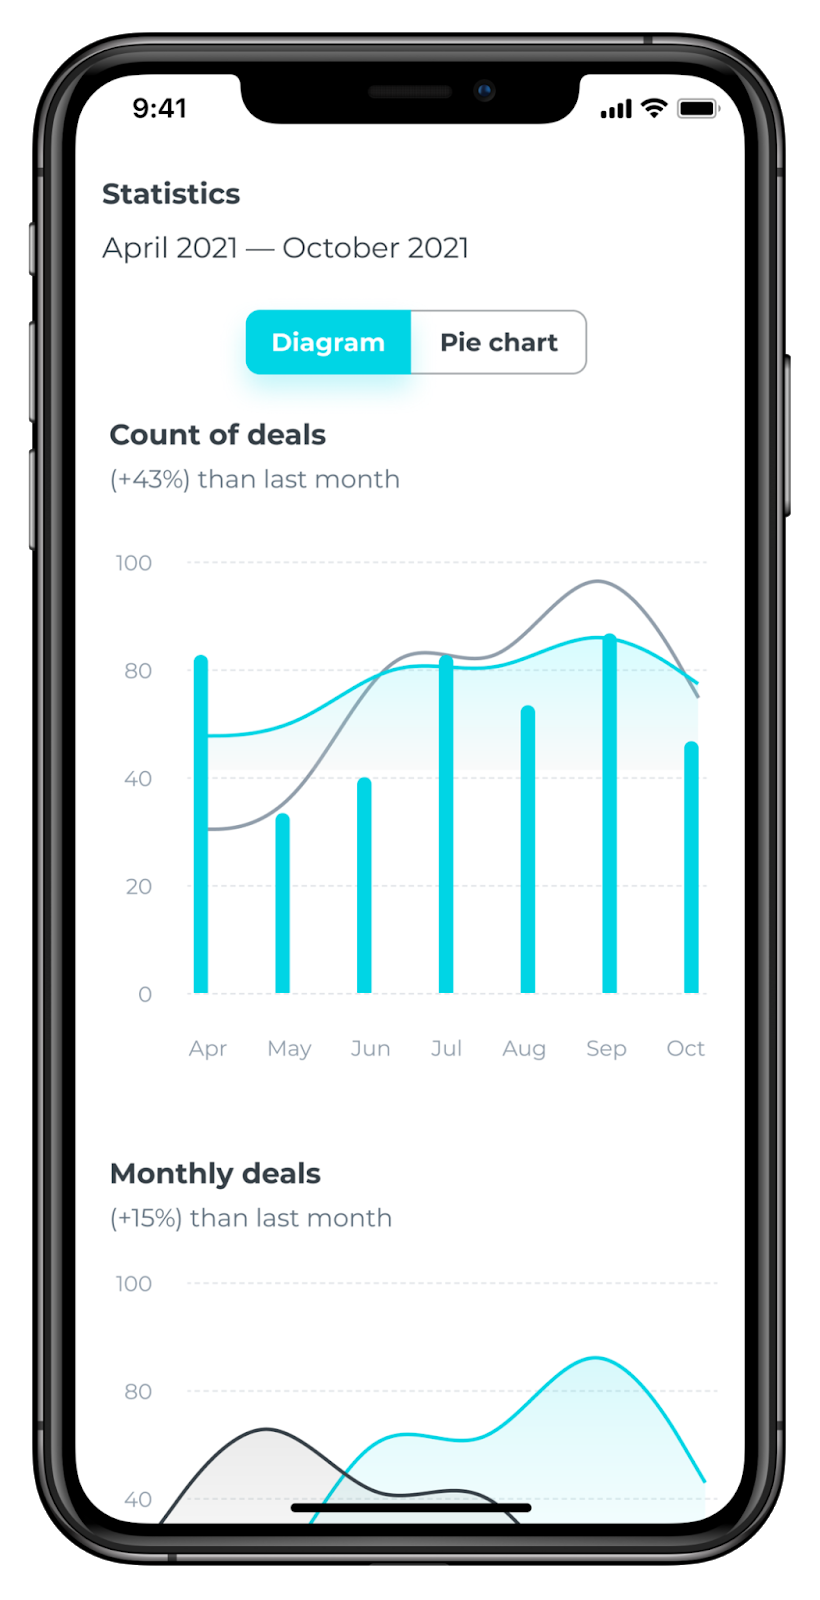 9:41
Statistics
April 2021 — October 2021
Diagram Pie chart
Count of deals
(+43%) than last month
100
80
40
20
0
Apr May Jun Jul Aug Sep Oct
Monthly deals
(+15%) than last month
100
80
40